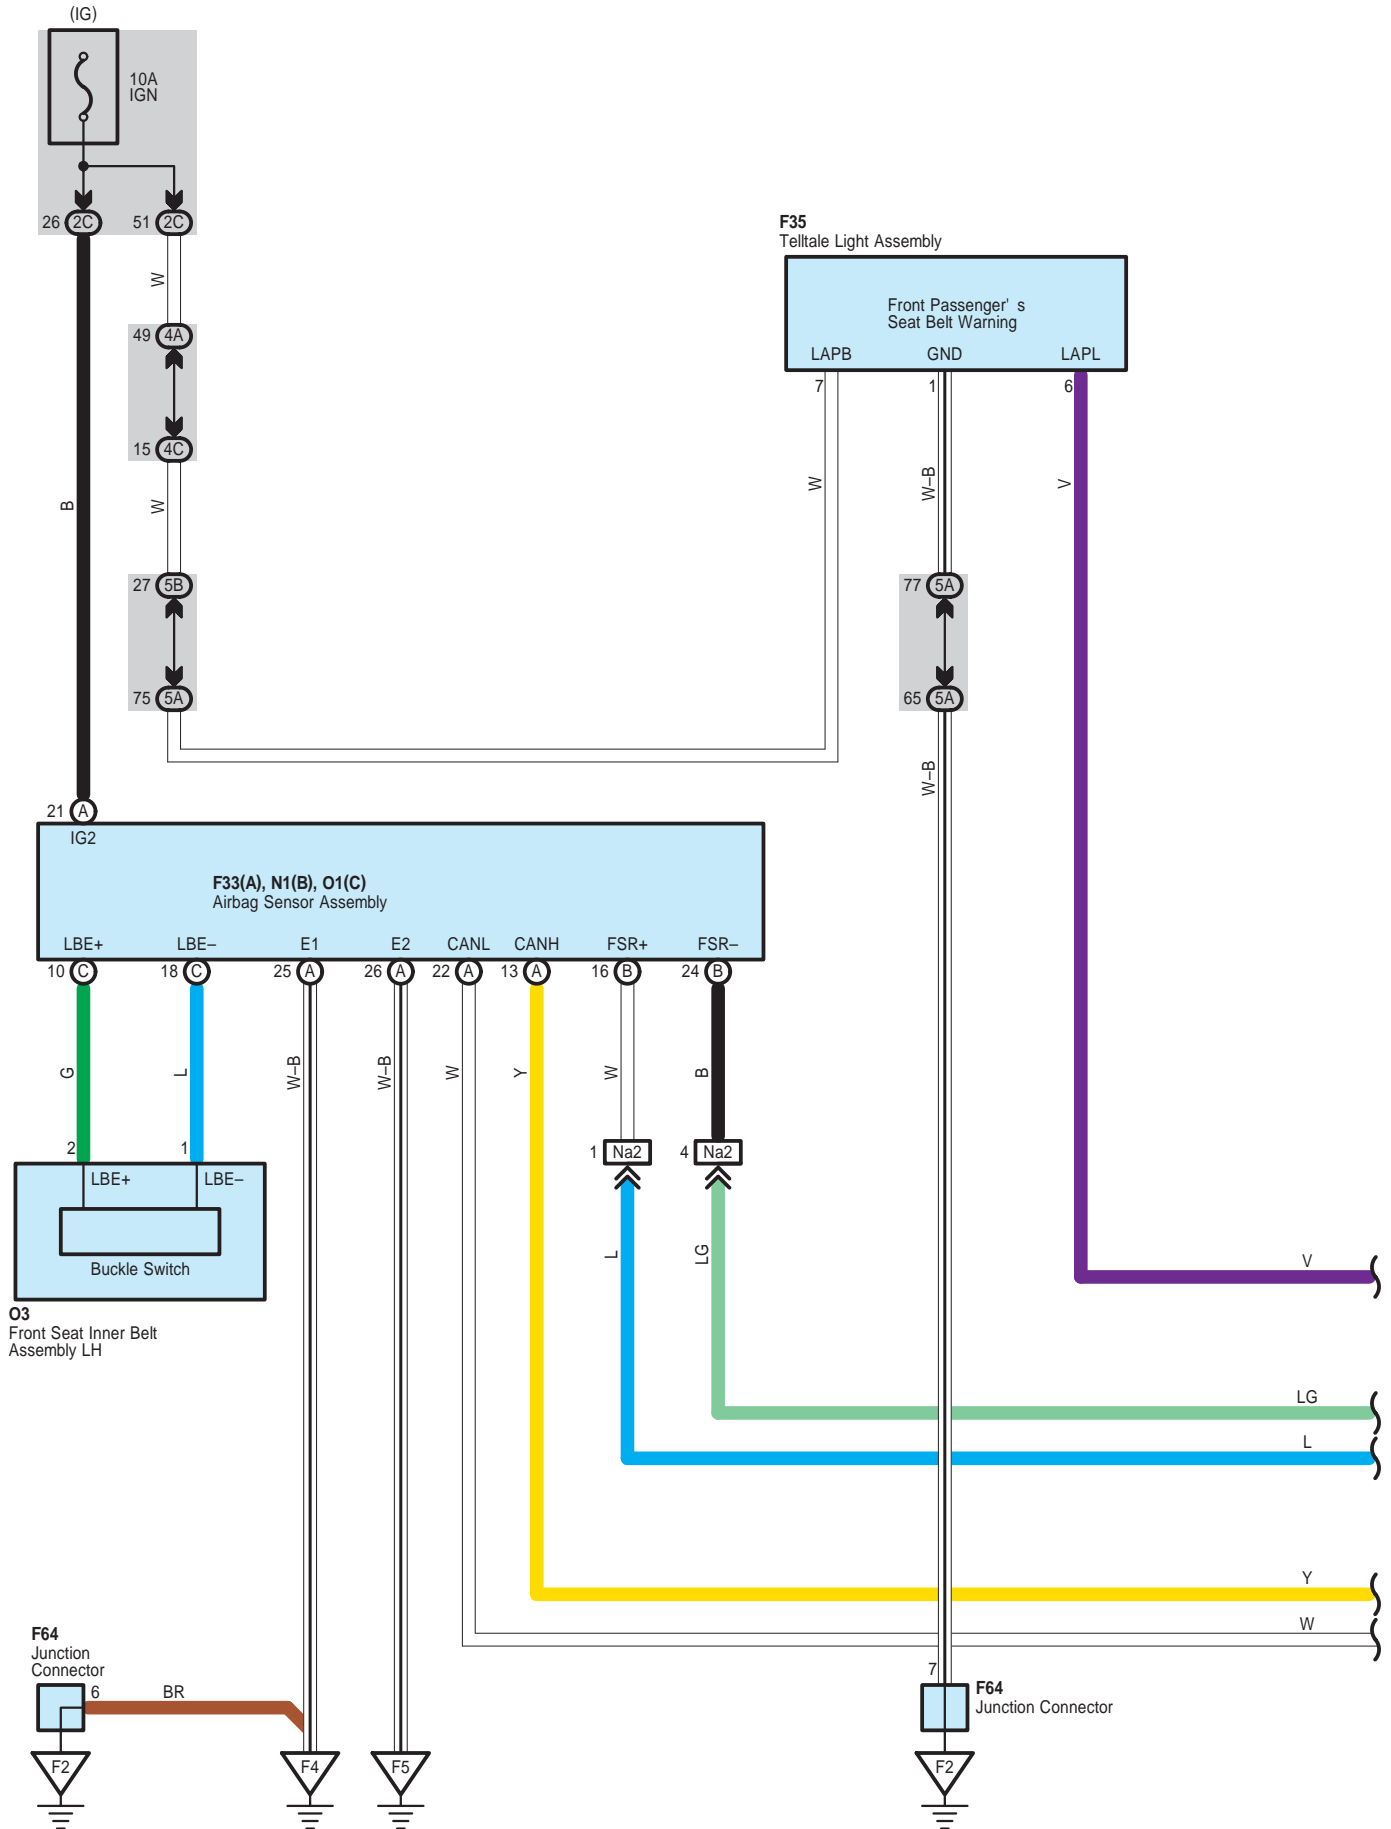 (IG)
10A
IGN
26 2C
51 2C
W
49 4A
15 4C
B
W
27 5B
75 5A
F35
Telltale Light Assembly
Front Passenger' s
Seat Belt Warning
LAPB GND LAPL
7 1 6
W
W–B
V
77 5A
65 5A
W–B
21 A
IG2
F33(A), N1(B), O1(C)
Airbag Sensor Assembly
LBE+ LBE– E1 E2 CANL CANH FSR+ FSR–
10 C 18 C 25 A 26 A 22 A 13 A 16 B 24 B
G
L
W–B
W–B
W
Y
W
B
2 1
1 Na2 4 Na2
LBE+ LBE–
Buckle Switch
L
LG
V
O3
Front Seat Inner Belt
Assembly LH
LG
L
Y
W
F64
Junction
Connector
6 BR
7
F64
Junction Connector
F2 F4 F5 F2